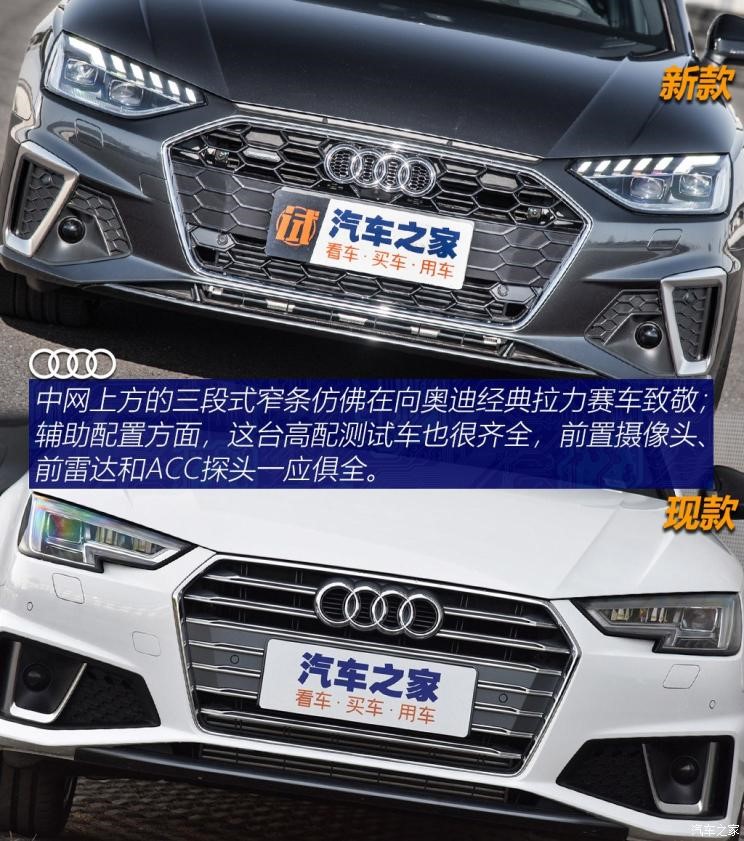 新款
试
汽车之家
看车·买车·用车
中网上方的三段式窄条仿佛在向奥迪经典拉力赛车致敬；
辅助配置方面，这台高配测试车也很齐全，前置摄像头、
前雷达和ACC探头一应俱全。
现款
汽车之家
看车·买车·用车
汽车之家